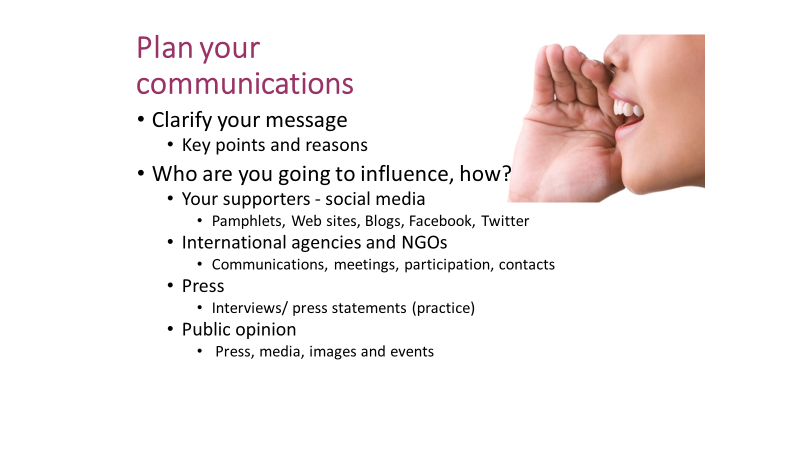 Plan your
communications
• Clarify your message
• Key points and reasons
• Who are you going to influence, how?
• Your supporters - social media
• Pamphlets, Web sites, Blogs, Facebook, Twitter
• International agencies and NGOs
• Communications, meetings, participation, contacts
• Press
• Interviews/ press statements (practice)
• Public opinion
• Press, media, images and events